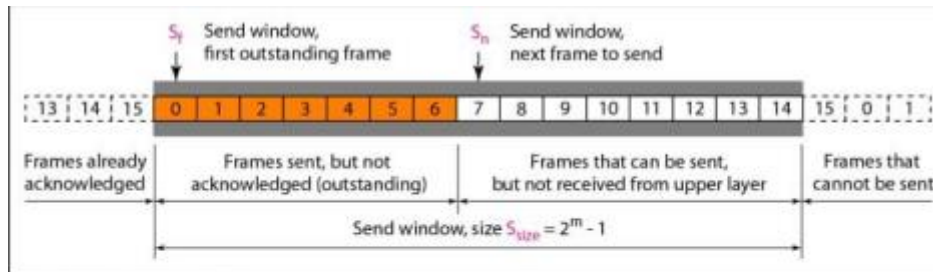 Sf Send window,
first outstanding frame
Sn Send window,
next frame to send
13 14 15 0 1 2 3 4 5 6 7 8 9 10 11 12 13 14 15 0 1
Frames already
acknowledged
Frames sent, but not
acknowledged (outstanding)
Frames that can be sent,
but not received from upper layer
Frames that
cannot be sent
Send window, size Ssize = 2^m - 1